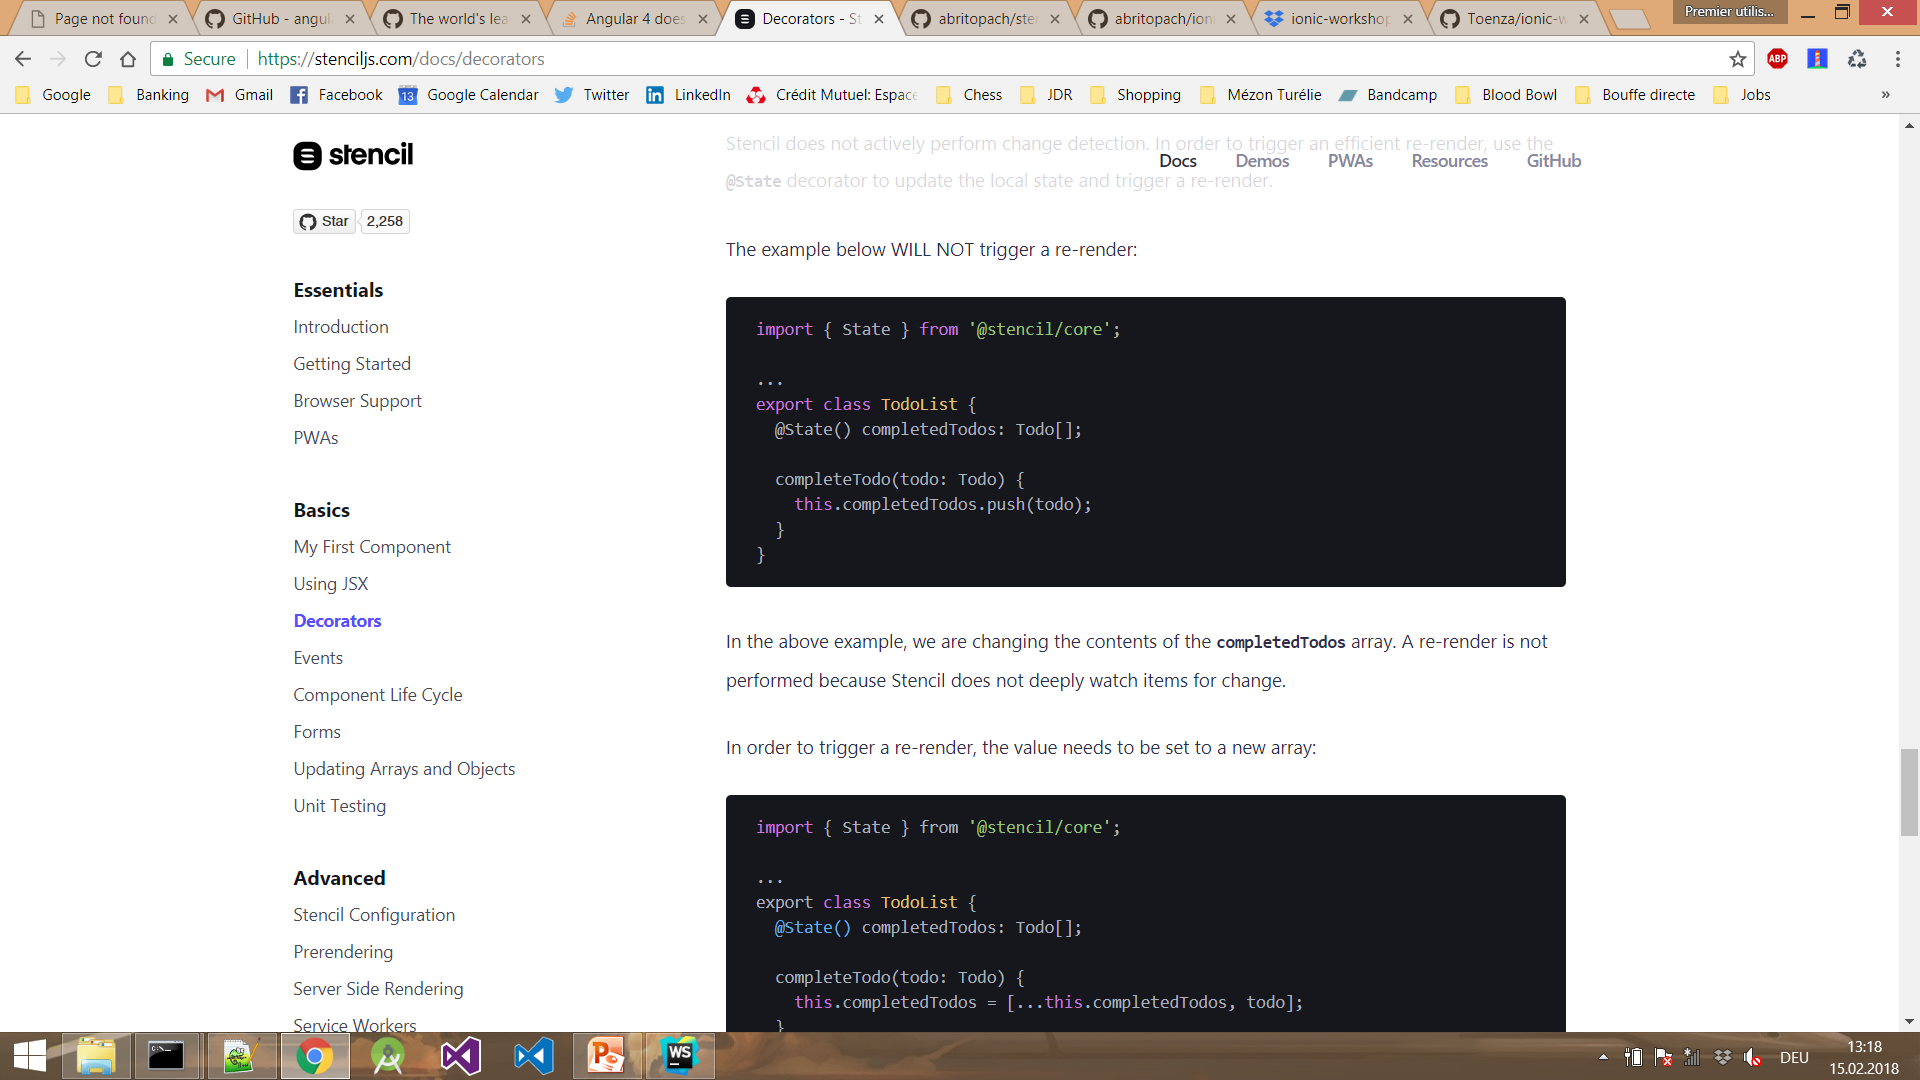 Page not found
GitHub - angul
The world's lea
Angular 4 does
Decorators - St
abritopach/ste
abritopach/ion
ionic-workshop
Toenza/ionic-w
Premier utilis...
Secure
https://stenciljs.com/docs/decorators
ABP
Google
Banking
Gmail
Facebook
13
Google Calendar
Twitter
LinkedIn
Crédit Mutuel: Espace
Chess
JDR
Shopping
Mézon Turélie
Bandcamp
Blood Bowl
Bouffe directe
Jobs
»
stencil
Docs
Demos
PWAs
Resources
GitHub
Star
2,258
Essentials
Introduction
Getting Started
Browser Support
PWAs
Basics
My First Component
Using JSX
Decorators
Events
Component Life Cycle
Forms
Updating Arrays and Objects
Unit Testing
Advanced
Stencil Configuration
Prerendering
Server Side Rendering
Service Workers
Stencil does not actively perform change detection. In order to trigger an efficient re-render, use the
@State decorator to update the local state and trigger a re-render.
The example below WILL NOT trigger a re-render:
import { State } from '@stencil/core';
...
export class TodoList {
@State() completedTodos: Todo[];
completeTodo(todo: Todo) {
this.completedTodos.push(todo);
}
}
In the above example, we are changing the contents of the completedTodos array. A re-render is not
performed because Stencil does not deeply watch items for change.
In order to trigger a re-render, the value needs to be set to a new array:
import { State } from '@stencil/core';
...
export class TodoList {
@State() completedTodos: Todo[];
completeTodo(todo: Todo) {
this.completedTodos = [...this.completedTodos, todo];
}
WS
DEU
13:18
15.02.2018